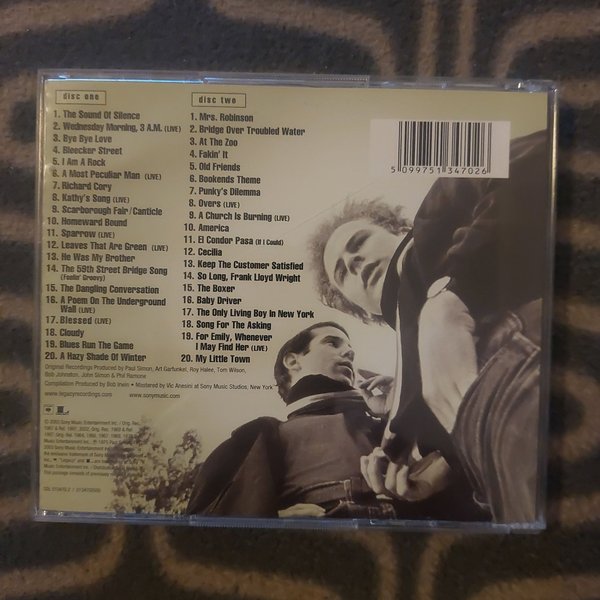 disc one
1. The Sound Of Silence
2. Wednesday Morning, 3 A.M. (LIVE)
3. Bye Bye Love
4. Bleecker Street
5. I Am A Rock
6. A Most Peculiar Man (LIVE)
7. Richard Cory
8. Kathy's Song (LIVE)
9. Scarborough Fair/Canticle
10. Homeward Bound
11. Sparrow (LIVE)
12. Leaves That Are Green (LIVE)
13. He Was My Brother
14. The 59th Street Bridge Song
(Feelin' Groovy)
15. The Dangling Conversation
16. A Poem On The Underground
Wall (LIVE)
17. Blessed (LIVE)
18. Cloudy
19. Blues Run The Game
20. A Hazy Shade Of Winter
disc two
1. Mrs. Robinson
2. Bridge Over Troubled Water
3. At The Zoo
4. Fakin' It
5. Old Friends
6. Bookends Theme
7. Punky's Dilemma
8. Overs (LIVE)
9. A Church Is Burning (LIVE)
10. America
11. El Condor Pasa (If I Could)
12. Cecilia
13. Keep The Customer Satisfied
14. So Long, Frank Lloyd Wright
15. The Boxer
16. Baby Driver
17. The Only Living Boy In New York
18. Song For The Asking
19. For Emily, Whenever
I May Find Her (LIVE)
20. My Little Town
5 099751 347026
Original Recordings Produced by Paul Simon, Art Garfunkel, Roy Halee, Tom Wilson,
Bob Johnston, John Simon & Phil Ramone
Compilation Produced by Bob Irwin • Mastered by Vic Anesini at Sony Music Studios, New York
www.legacyrecordings.com www.sonymusic.com